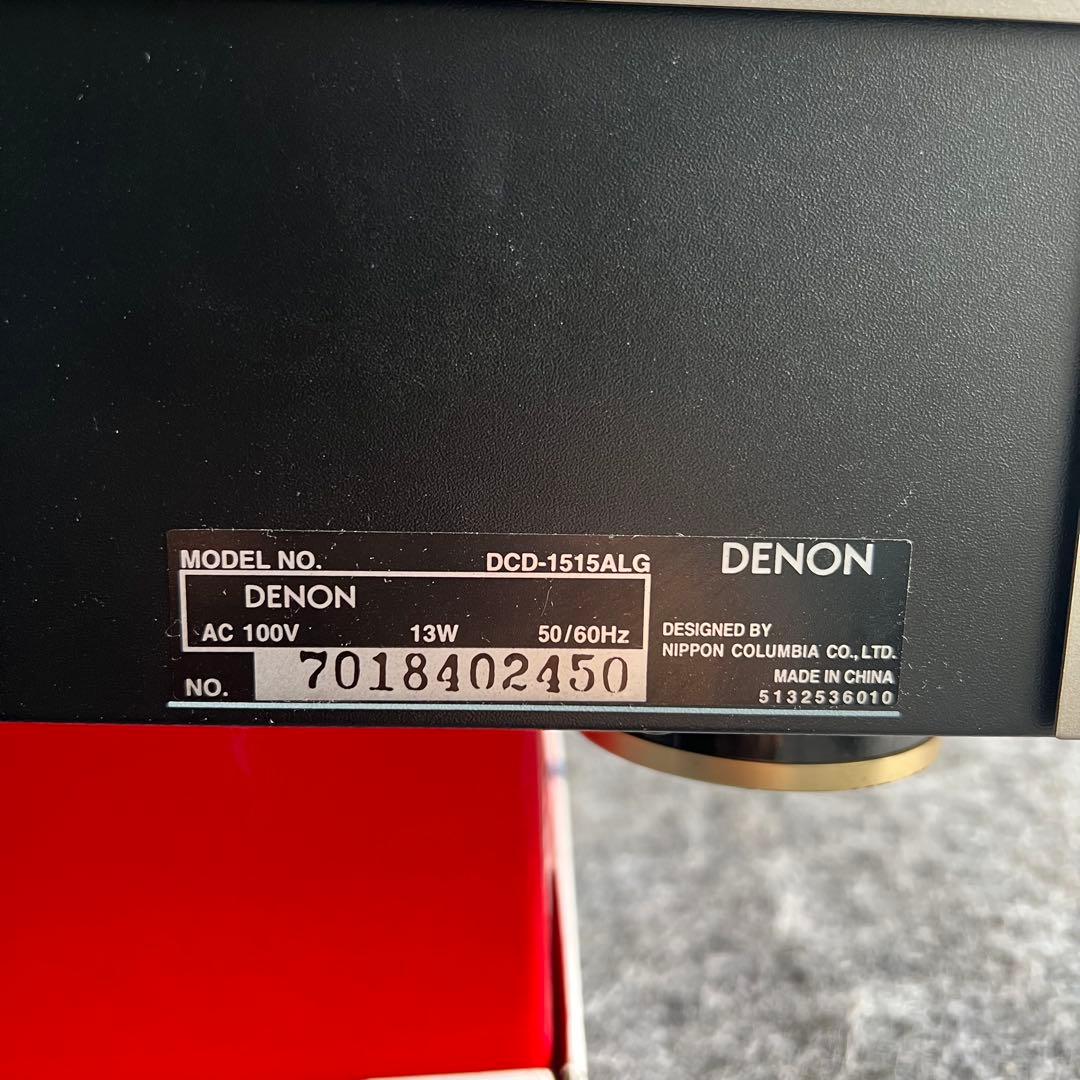 MODEL NO. DCD-1515ALG
DENON
AC 100V 13W 50/60Hz
NO. 7018402450
DENON
DESIGNED BY
NIPPON COLUMBIA CO., LTD.
MADE IN CHINA
5132536010